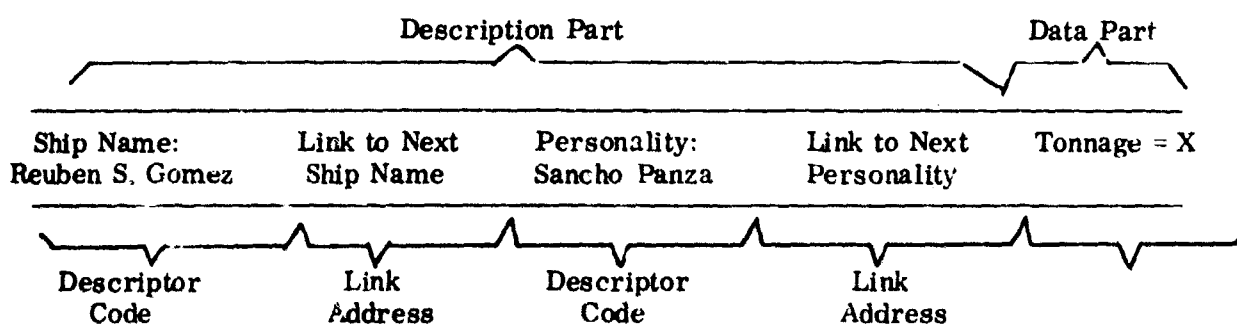 Description Part Data Part
Ship Name: Link to Next Personality: Link to Next Tonnage = X
Reuben S. Gomez Ship Name Sancho Panza Personality
Descriptor Link Descriptor Link
Code Address Code Address